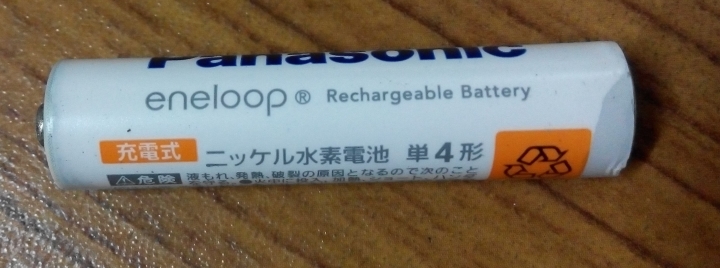 Panasonic
eneloop® Rechargeable Battery
充電式 ニッケル水素電池 単4形
⚠危険 液もれ、発熱、破裂の原因となるので次のこと